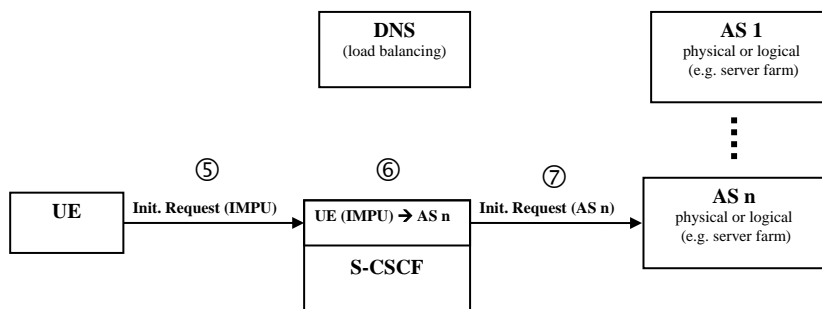 DNS
(load balancing)
AS 1
physical or logical
(e.g. server farm)
⑤
⑥
⑦
UE
Init. Request (IMPU)
UE (IMPU) ➔ AS n
Init. Request (AS n)
AS n
physical or logical
(e.g. server farm)
S-CSCF